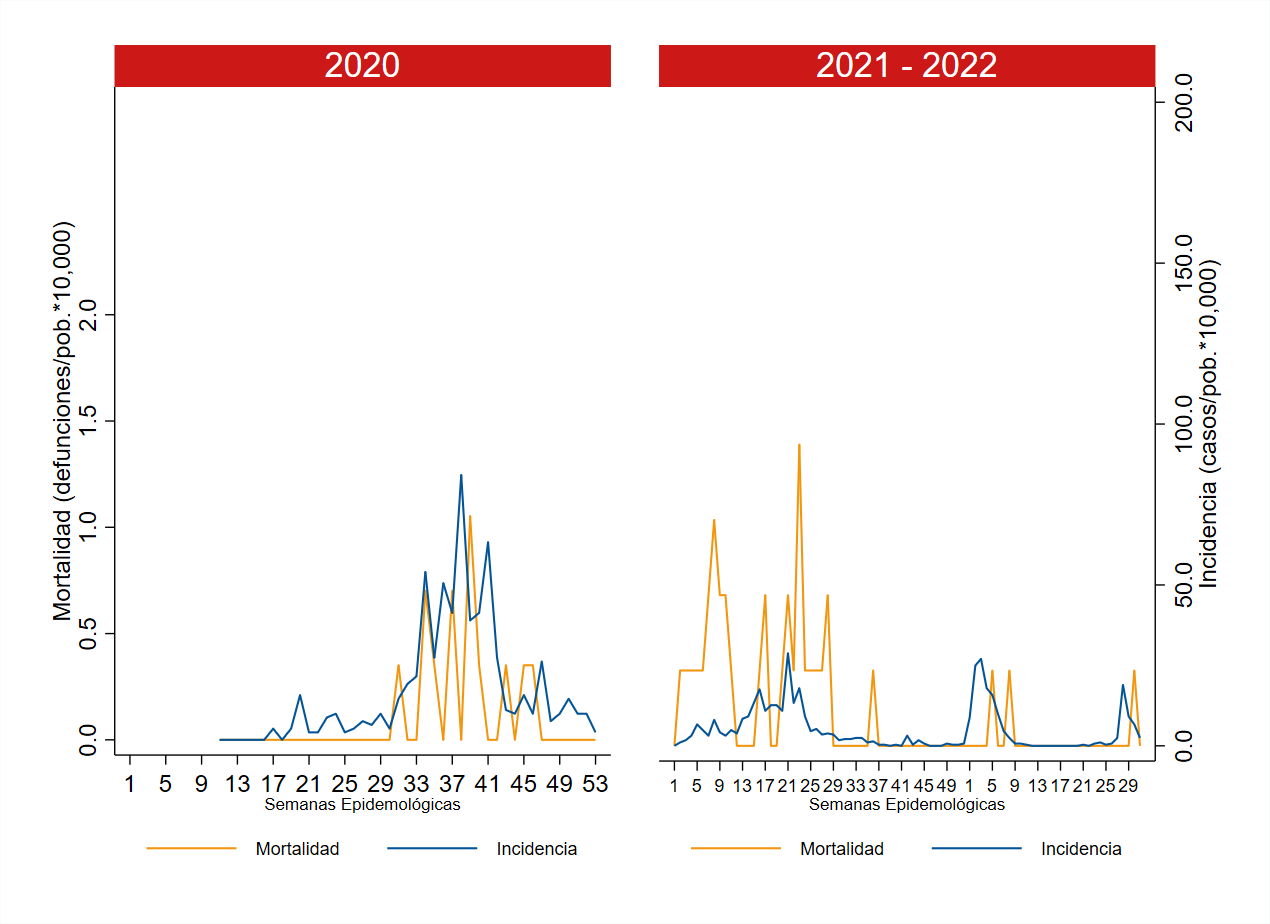 2020
2021 - 2022
Mortalidad (defunciones/pob.*10,000)
2.0
1.5
1.0
0.5
0.0
1 5 9 13 17 21 25 29 33 37 41 45 49 53
Semanas Epidemológicas
Mortalidad Incidencia
200.0
150.0
100.0
50.0
0.0
Incidencia (casos/pob.*10,000)
1 5 9 13 17 21 25 29 33 37 41 45 49 1 5 9 13 17 21 25 29
Semanas Epidemológicas
Mortalidad Incidencia